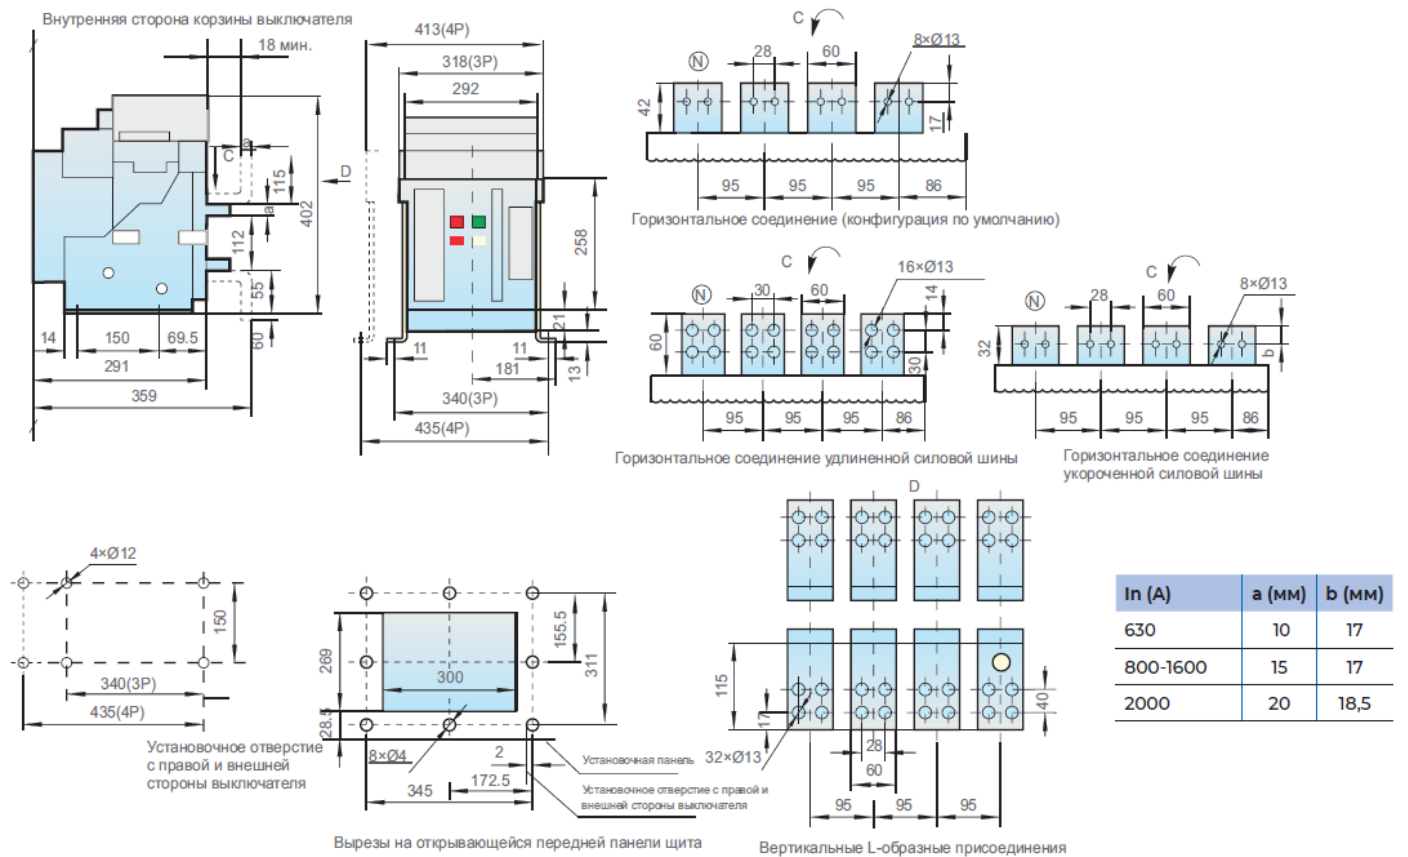 Внутренняя сторона корзины выключателя
18 мин.
C
a
115
D
402
a
112
55
60
14
150
69.5
291
359
413(4P)
318(3P)
292
258
21
11
11
181
13
340(3P)
435(4P)
C
8×Ø13
N
28
60
42
17
95
95
95
86
Горизонтальное соединение (конфигурация по умолчанию)
C
16×Ø13
N
30
60
14
60
30
95
95
95
86
Горизонтальное соединение удлиненной силовой шины
C
8×Ø13
N
28
60
32
b
95
95
95
86
Горизонтальное соединение
укороченной силовой шины
4×Ø12
150
340(3P)
435(4P)
Установочное отверстие
с правой и внешней
стороны выключателя
269
300
155.5
311
28.5
8×Ø4
2
172.5
345
Установочная панель
Установочное отверстие с правой и
внешней стороны выключателя
Вырезы на открывающейся передней панели щита
D
115
17
40
32×Ø13
28
60
95
95
95
Вертикальные L-образные присоединения
In (A) a (мм) b (мм)
630 10 17
800-1600 15 17
2000 20 18,5